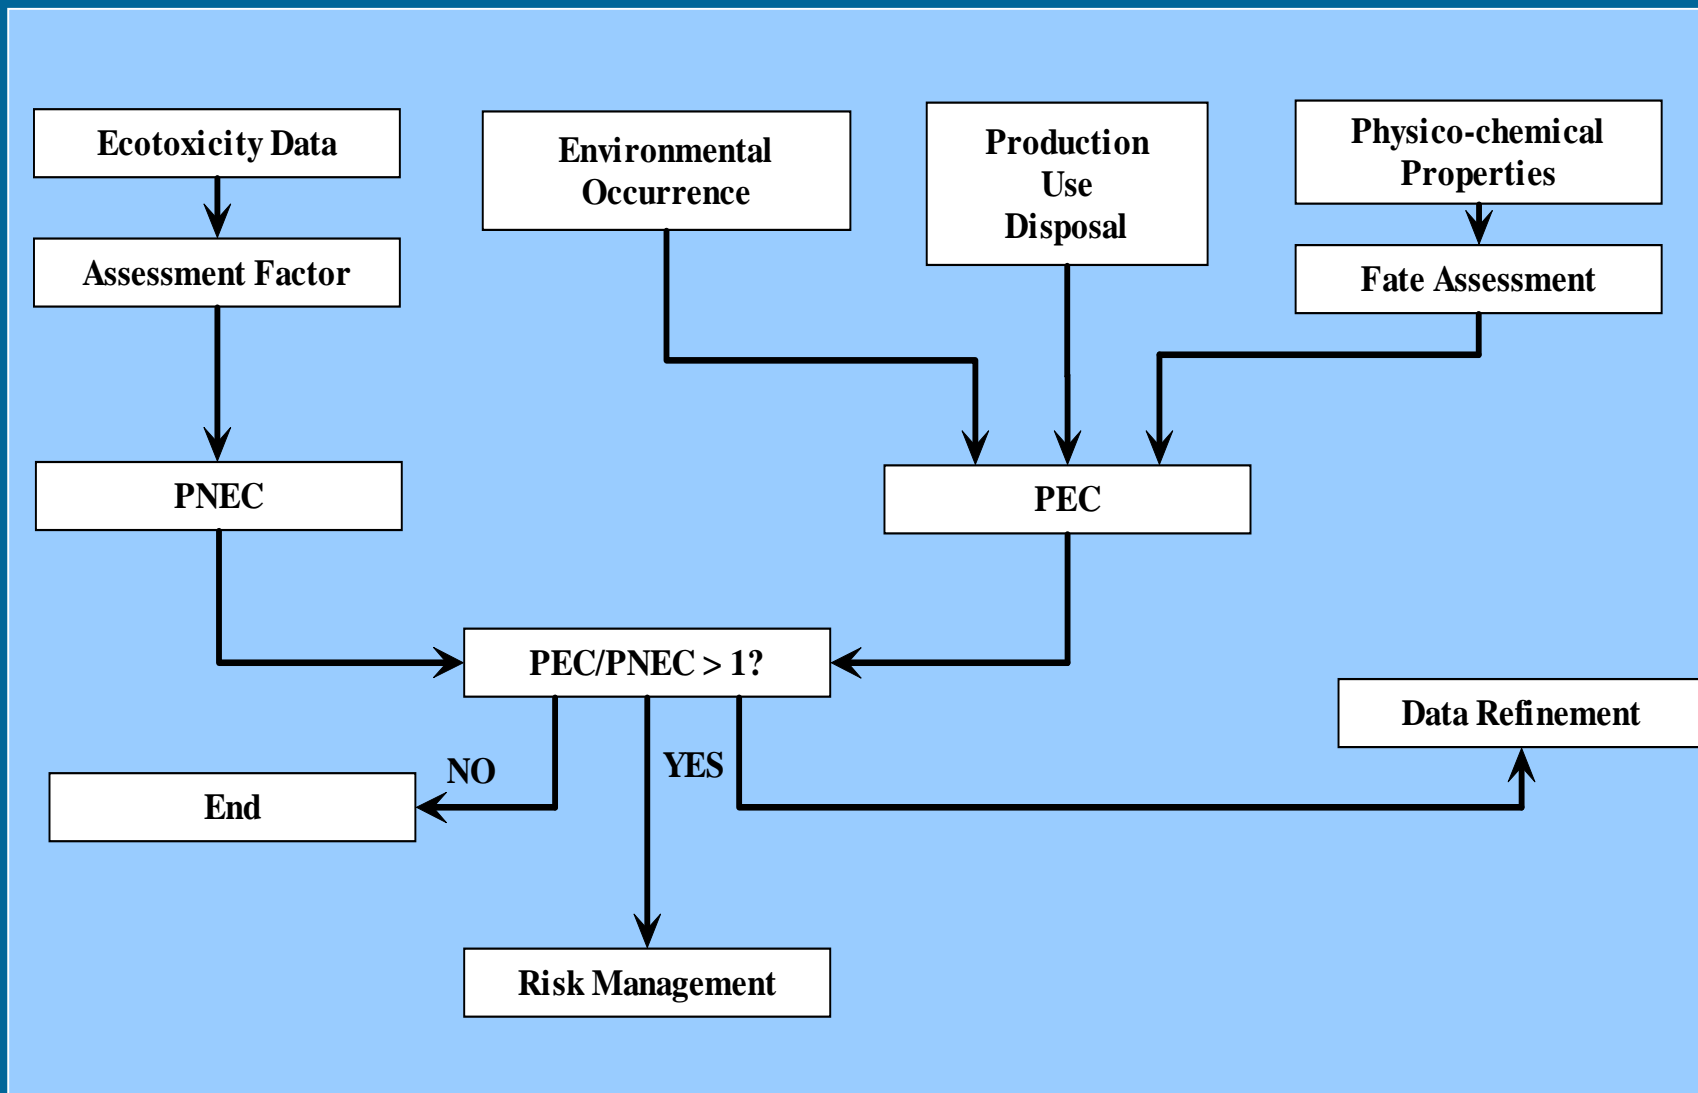 Ecotoxicity Data
Environmental
Occurrence
Production
Use
Disposal
Physico-chemical
Properties
Assessment Factor
Fate Assessment
PNEC
PEC
PEC/PNEC > 1?
Data Refinement
NO
YES
End
Risk Management